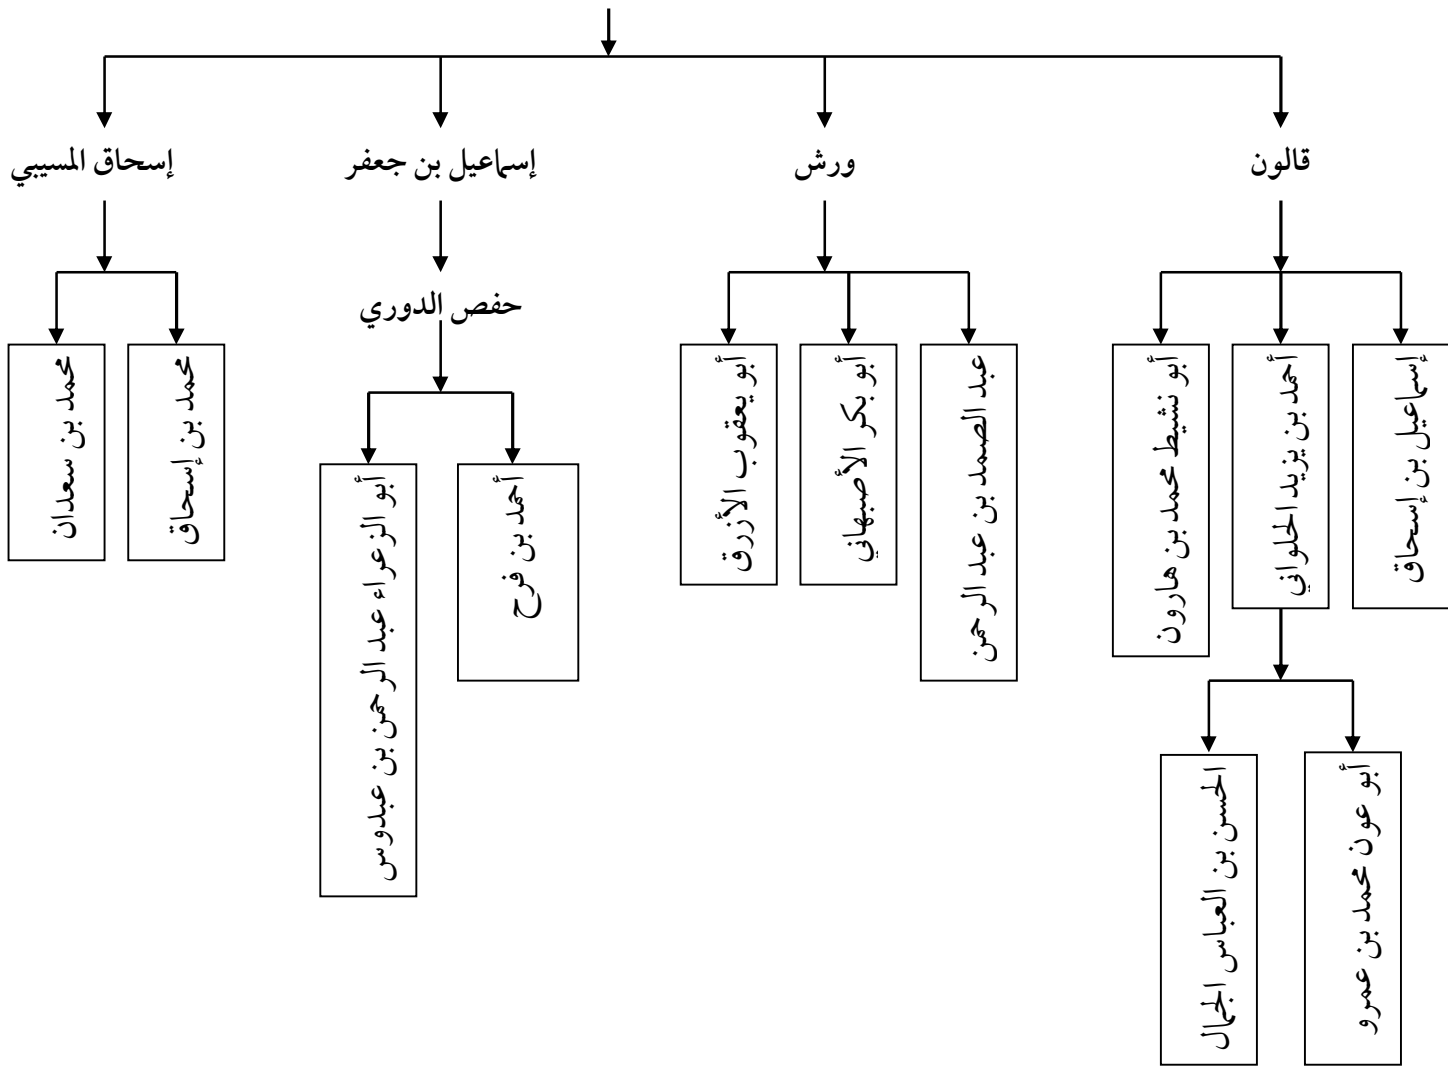 قالون
ورش
إسماعيل بن جعفر
إسحاق المسيبي
حفص الدوري
إسماعيل بن إسحاق
أحمد بن يزيد الحلواني
أبو نشيط محمد بن هارون
عبد الصمد بن عبد الرحمن
أبو بكر الأصبهاني
أبو يعقوب الأزرق
أحمد بن فرح
أبو الزعراء عبد الرحمن بن عبدوس
محمد بن إسحاق
محمد بن سعدان
أبو عون محمد بن عمرو
الحسن بن العباس الجمال